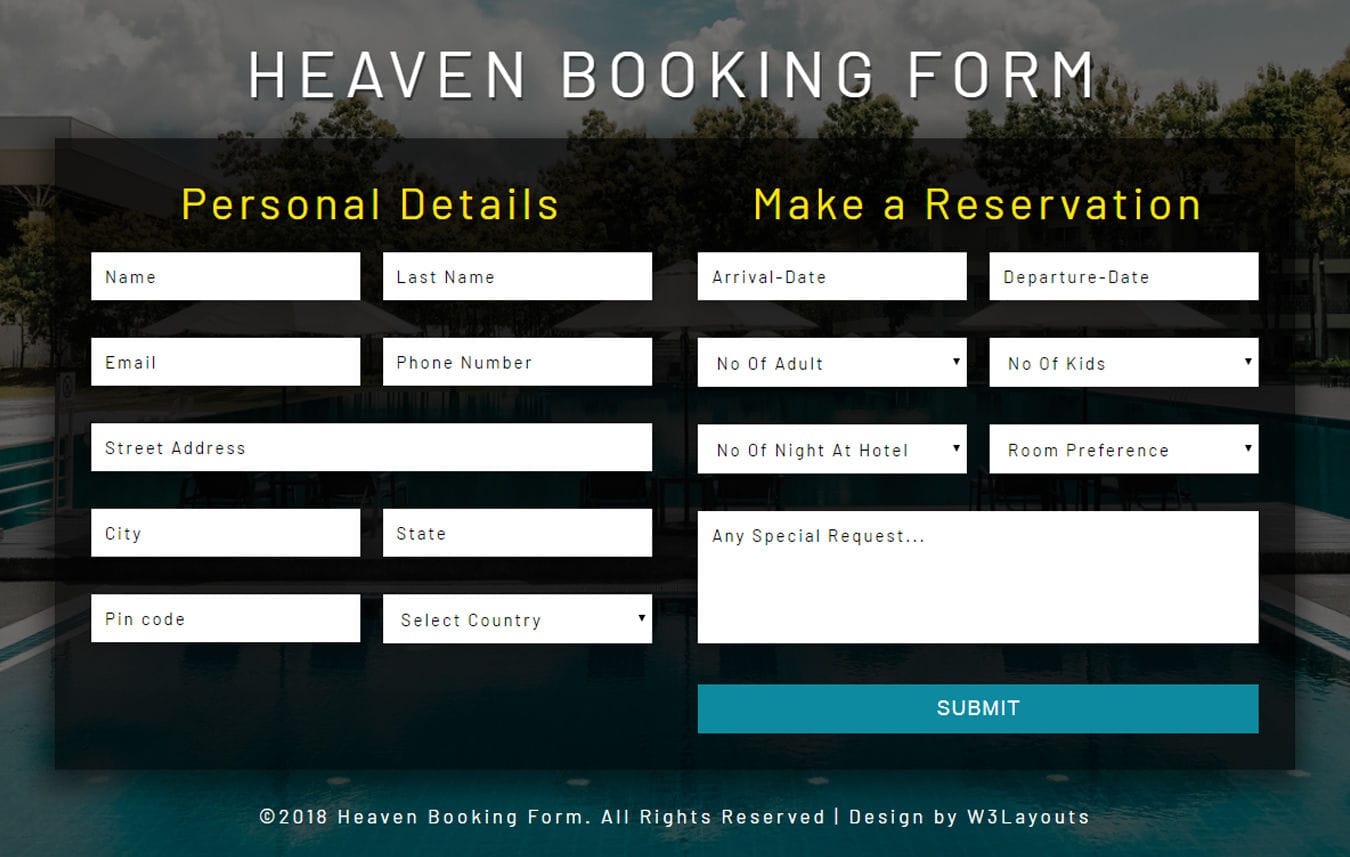 HEAVEN BOOKING FORM
Personal Details
Name
Last Name
Email
Phone Number
Street Address
City
State
Pin code
Select Country
Make a Reservation
Arrival-Date
Departure-Date
No Of Adult
No Of Kids
No Of Night At Hotel
Room Preference
Any Special Request...
SUBMIT
©2018 Heaven Booking Form. All Rights Reserved | Design by W3Layouts